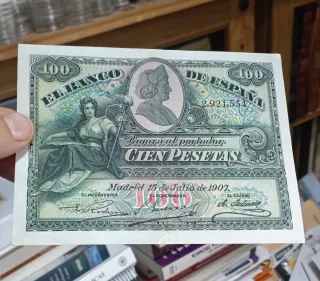 100 100
EL BANCO DE ESPAÑA
2,921,554
Pagará al portador
CIEN PESETAS
Madrid 15 de Julio de 1907.
EL INTERVENTOR EL CAJERO
100